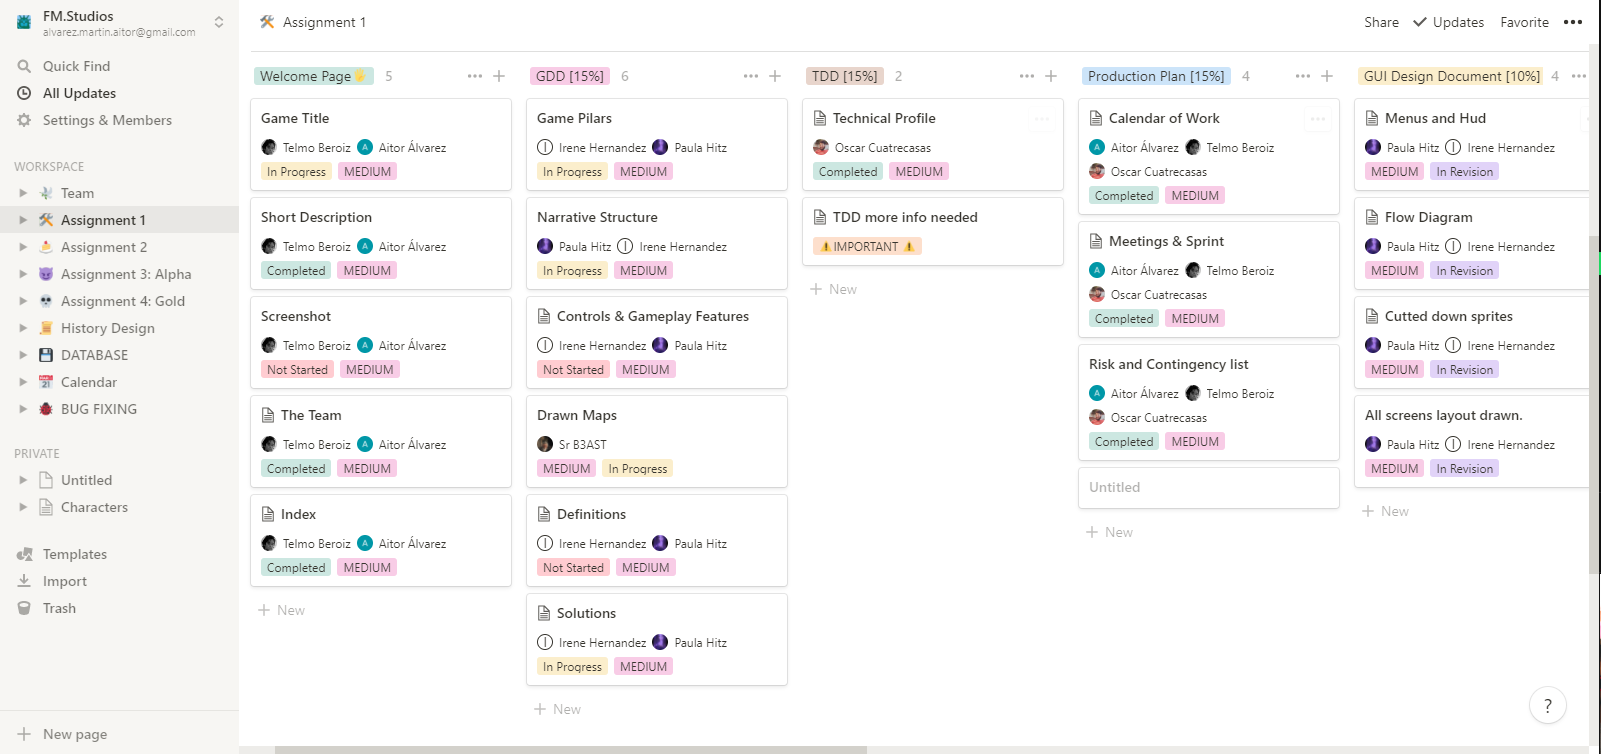 FM.Studios
alvarez.martin.aitor@gmail.com
Quick Find
All Updates
Settings & Members
WORKSPACE
Team
Assignment 1
Assignment 2
Assignment 3: Alpha
Assignment 4: Gold
History Design
DATABASE
Calendar
BUG FIXING
PRIVATE
Untitled
Characters
Templates
Import
Trash
New page
Assignment 1
Share Updates Favorite
Welcome Page 5
Game Title
Telmo Beroiz A Aitor Álvarez
In Progress MEDIUM
Short Description
Telmo Beroiz A Aitor Álvarez
Completed MEDIUM
Screenshot
Telmo Beroiz A Aitor Álvarez
Not Started MEDIUM
The Team
Telmo Beroiz A Aitor Álvarez
Completed MEDIUM
Index
Telmo Beroiz A Aitor Álvarez
Completed MEDIUM
New
GDD [15%] 6
Game Pilars
I Irene Hernandez Paula Hitz
In Progress MEDIUM
Narrative Structure
Paula Hitz I Irene Hernandez
In Progress MEDIUM
Controls & Gameplay Features
I Irene Hernandez Paula Hitz
Not Started MEDIUM
Drawn Maps
Sr B3AST
MEDIUM In Progress
Definitions
I Irene Hernandez Paula Hitz
Not Started MEDIUM
Solutions
I Irene Hernandez Paula Hitz
In Progress MEDIUM
New
TDD [15%] 2
Technical Profile
Oscar Cuatrecasas
Completed MEDIUM
TDD more info needed
⚠️IMPORTANT ⚠️
New
Production Plan [15%] 4
Calendar of Work
A Aitor Álvarez Telmo Beroiz
Oscar Cuatrecasas
Completed MEDIUM
Meetings & Sprint
A Aitor Álvarez Telmo Beroiz
Oscar Cuatrecasas
Completed MEDIUM
Risk and Contingency list
A Aitor Álvarez Telmo Beroiz
Oscar Cuatrecasas
Completed MEDIUM
Untitled
New
GUI Design Document [10%] 4
Menus and Hud
Paula Hitz I Irene Hernandez
MEDIUM In Revision
Flow Diagram
Paula Hitz I Irene Hernandez
MEDIUM In Revision
Cutted down sprites
Paula Hitz I Irene Hernandez
MEDIUM In Revision
All screens layout drawn.
Paula Hitz I Irene Hernandez
MEDIUM In Revision
New
?